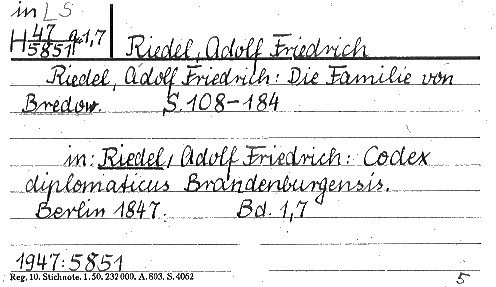 in LS
H 47 q 1,7
5851
Riedel, Adolf Friedrich
Riedel, Adolf Friedrich: Die Familie von
Bredow. S. 108-184
in: Riedel, Adolf Friedrich: Codex
diplomaticus Brandenburgensis.
Berlin 1847. Bd. 1,7
1947:5851
Reg. 10. Stichnote. 1. 50. 232 000. A. 803. S. 4062
5